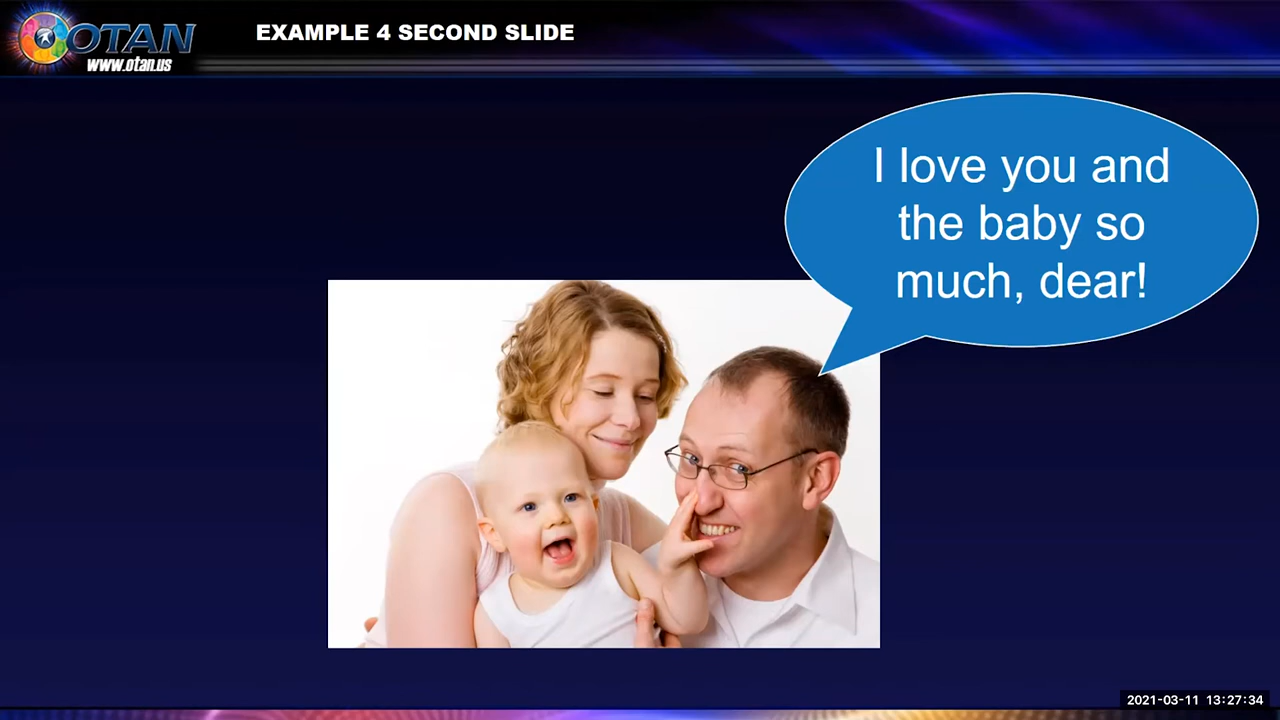 OTAN
www.otan.us
EXAMPLE 4 SECOND SLIDE
I love you and
the baby so
much, dear!
2021-03-11 13:27:34